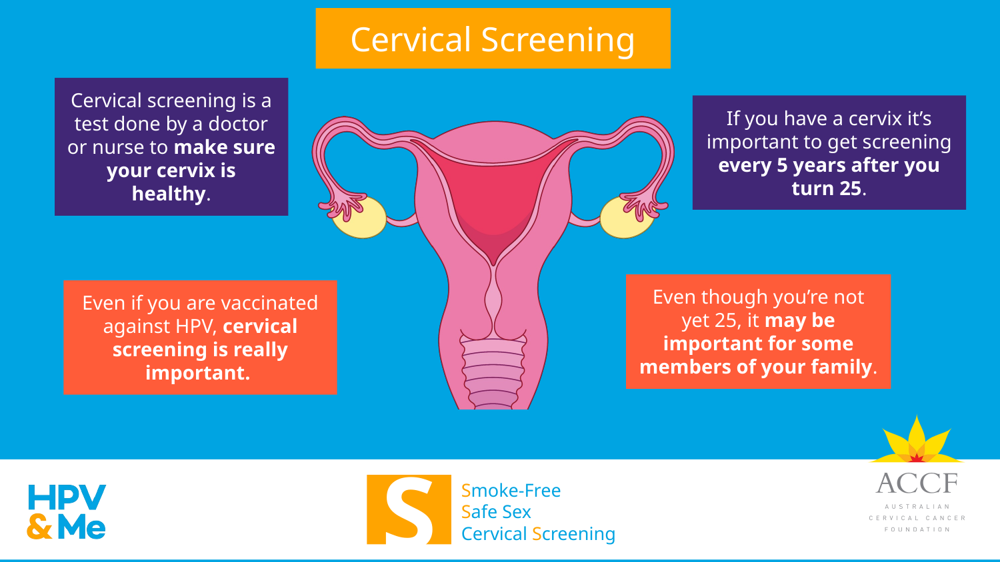 Cervical Screening
Cervical screening is a
test done by a doctor
or nurse to make sure
your cervix is
healthy.
If you have a cervix it’s
important to get screening
every 5 years after you
turn 25.
Even if you are vaccinated
against HPV, cervical
screening is really
important.
Even though you’re not
yet 25, it may be
important for some
members of your family.
HPV
& Me
S
Smoke-Free
Safe Sex
Cervical Screening
ACCF
AUSTRALIAN
CERVICAL CANCER
FOUNDATION